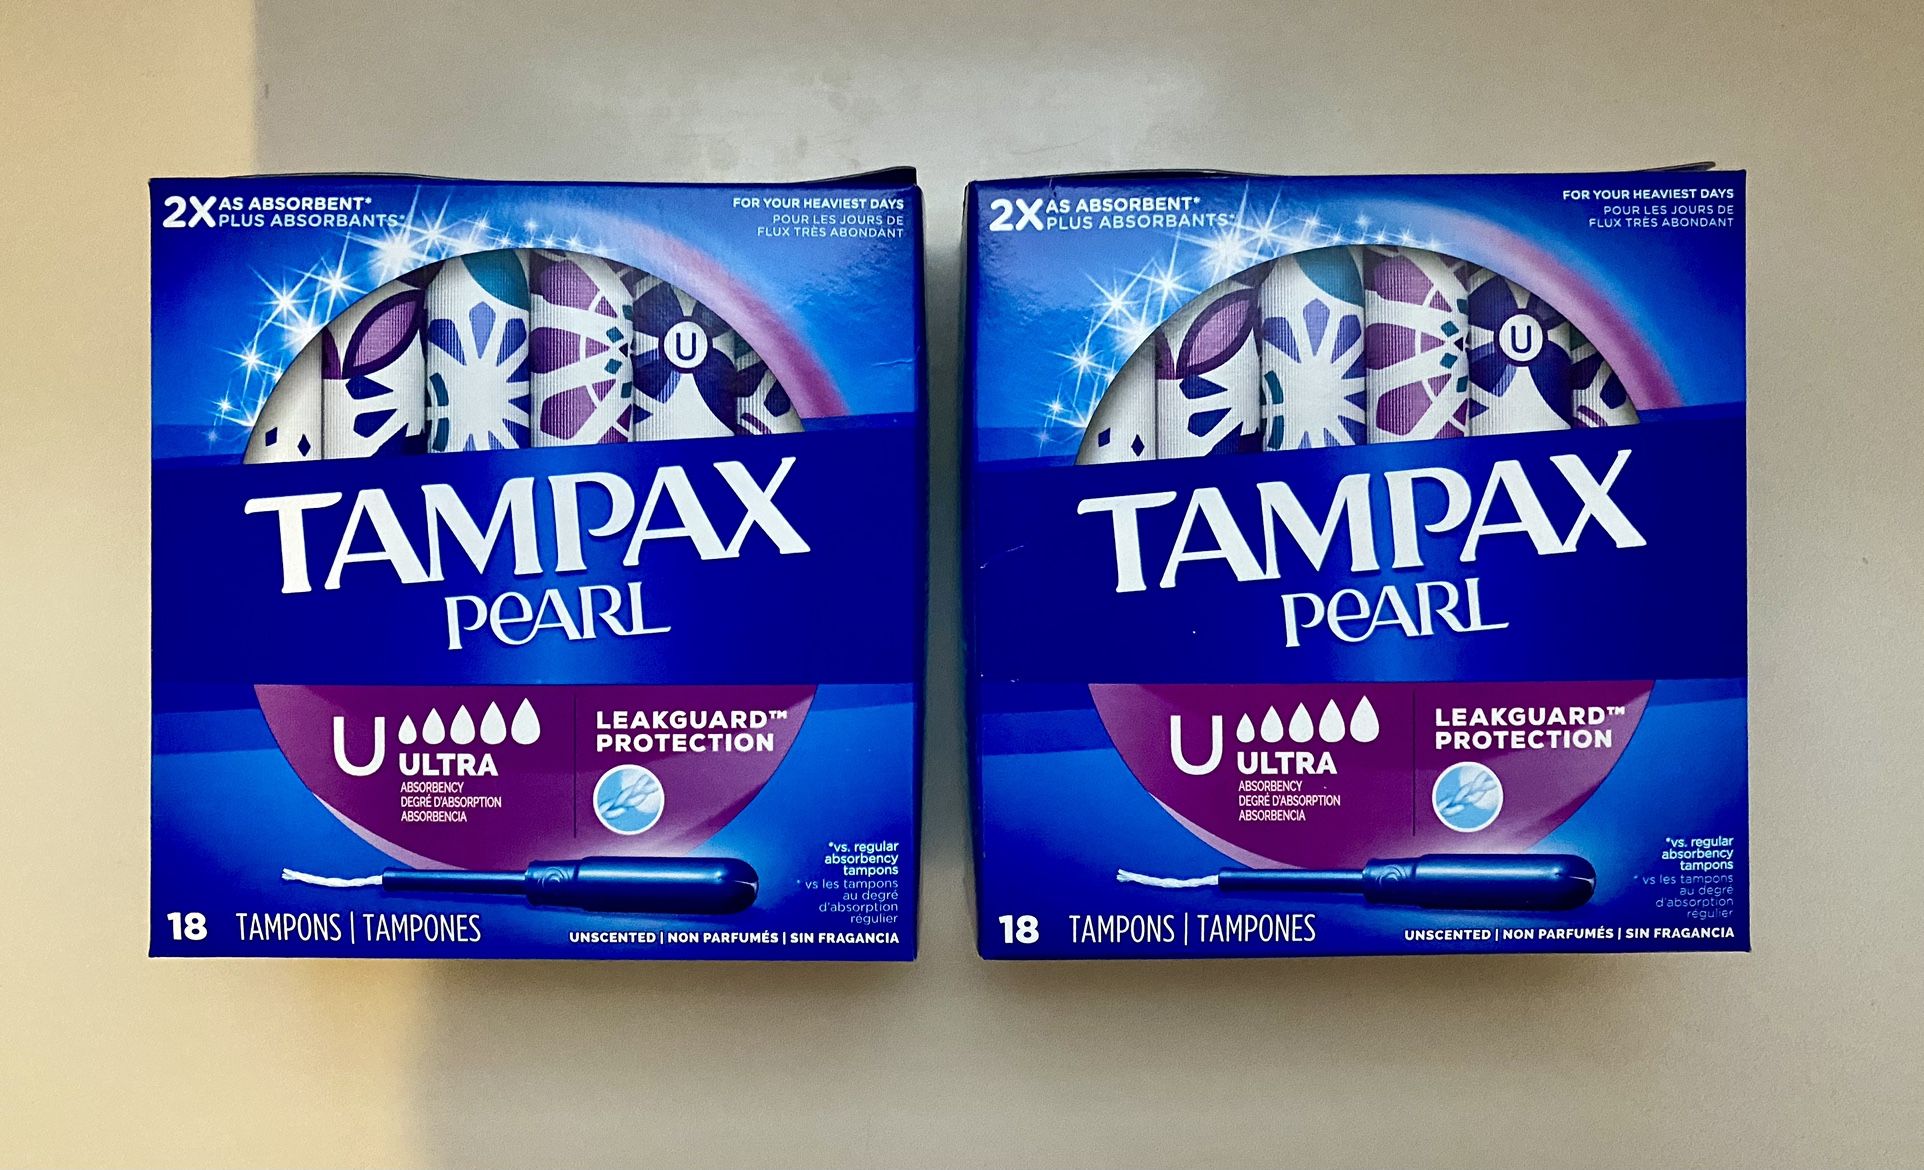 2X AS ABSORBENT*
PLUS ABSORBANTS*
FOR YOUR HEAVIEST DAYS
POUR LES JOURS DE
FLUX TRÈS ABONDANT
U
TAMPAX
PEARL
U
ULTRA
ABSORBENCY
DEGRÉ D'ABSORPTION
ABSORBENCIA
LEAKGUARD™
PROTECTION
*vs. regular
absorbency
tampons
* vs les tampons
au degré
d'absorption
régulier
18 TAMPONS | TAMPONES
UNSCENTED | NON PARFUMÉS | SIN FRAGANCIA
2X AS ABSORBENT*
PLUS ABSORBANTS*
FOR YOUR HEAVIEST DAYS
POUR LES JOURS DE
FLUX TRÈS ABONDANT
U
TAMPAX
PEARL
U
ULTRA
ABSORBENCY
DEGRÉ D'ABSORPTION
ABSORBENCIA
LEAKGUARD™
PROTECTION
*vs. regular
absorbency
tampons
* vs les tampons
au degré
d'absorption
régulier
18 TAMPONS | TAMPONES
UNSCENTED | NON PARFUMÉS | SIN FRAGANCIA